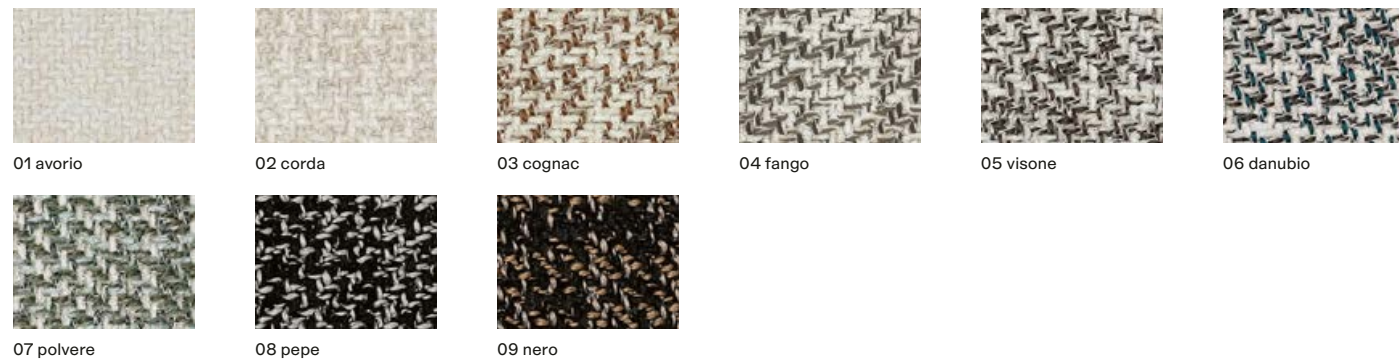 01 avorio
02 corda
03 cognac
04 fango
05 visone
06 danubio
07 polvere
08 pepe
09 nero